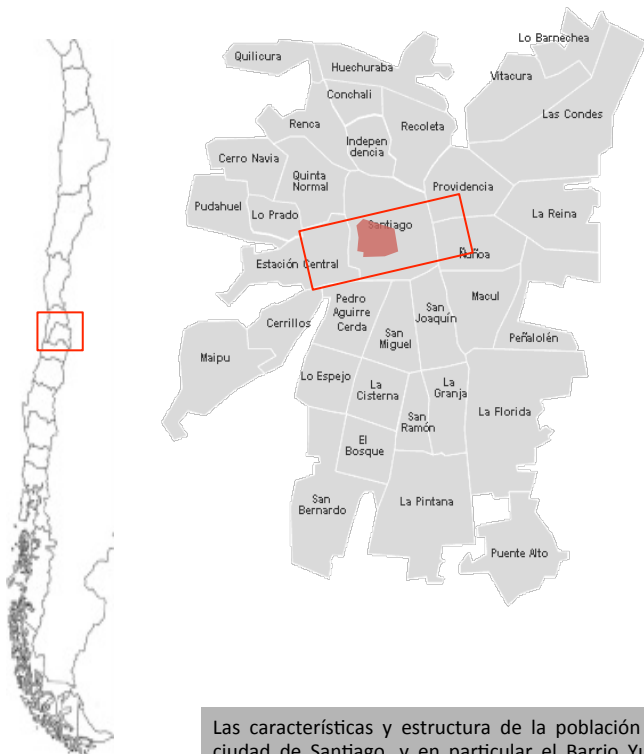 Lo Barnechea
Quilicura
Huechuraba
Vitacura
Conchali
Las Condes
Renca
Recoleta
Indepen
dencia
Cerro Navia
Quinta
Normal
Providencia
Pudahuel
Lo Prado
La Reina
Santiago
Ñuñoa
Estación Central
Pedro
Aguirre
Cerda
Macul
San
Joaquín
Cerrillos
San
Miguel
Peñalolén
Maipu
Lo Espejo
La
Cisterna
La
Granja
La Florida
San
Ramón
El
Bosque
San
Bernardo
La Pintana
Puente Alto
Las características y estructura de la población
ciudad de Santiago, y en particular el Barrio